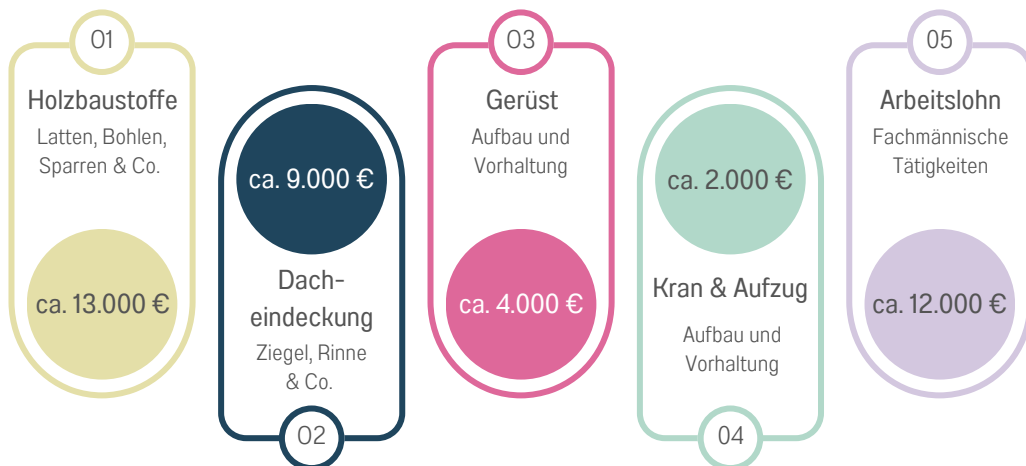 01
Holzbaustoffe
Latten, Bohlen,
Sparren & Co.
ca. 13.000 €
ca. 9.000 €
Dach-
eindeckung
Ziegel, Rinne
& Co.
02
03
Gerüst
Aufbau und
Vorhaltung
ca. 4.000 €
ca. 2.000 €
Kran & Aufzug
Aufbau und
Vorhaltung
04
05
Arbeitslohn
Fachmännische
Tätigkeiten
ca. 12.000 €